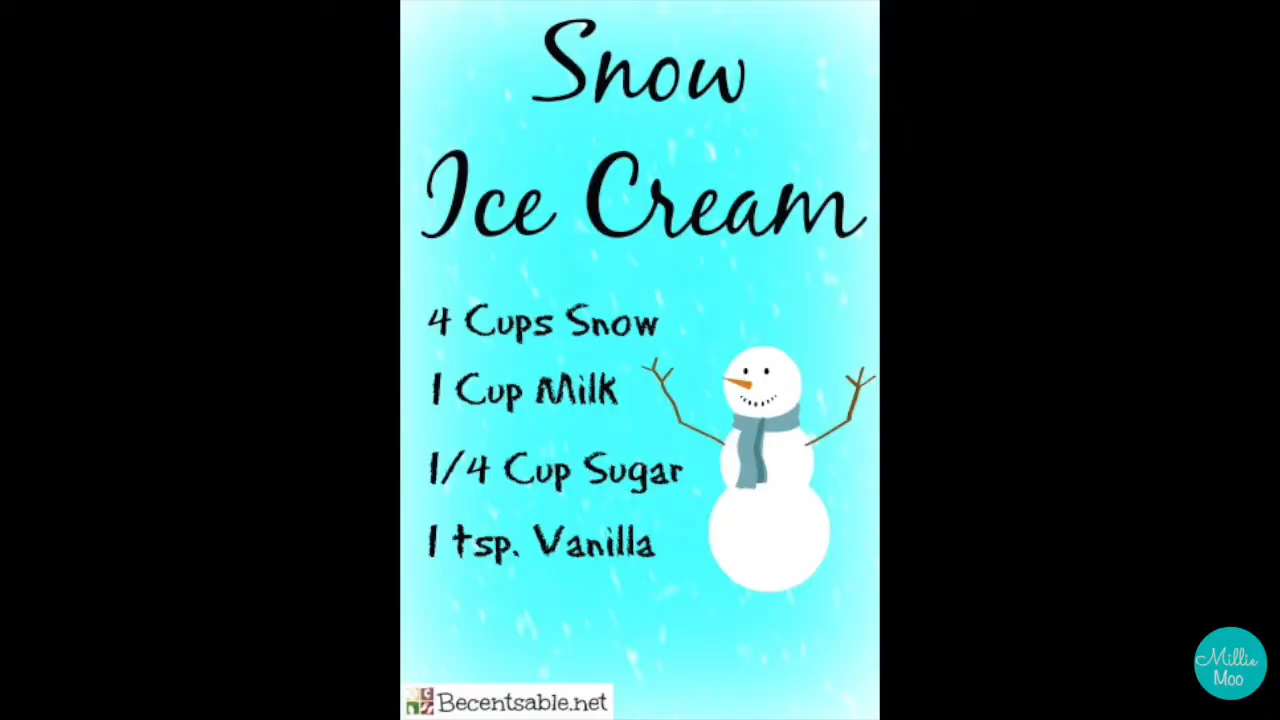 Snow
Ice Cream
4 Cups Snow
1 Cup Milk
1/4 Cup Sugar
1 tsp. Vanilla
Becentsable.net
Millie
Moo